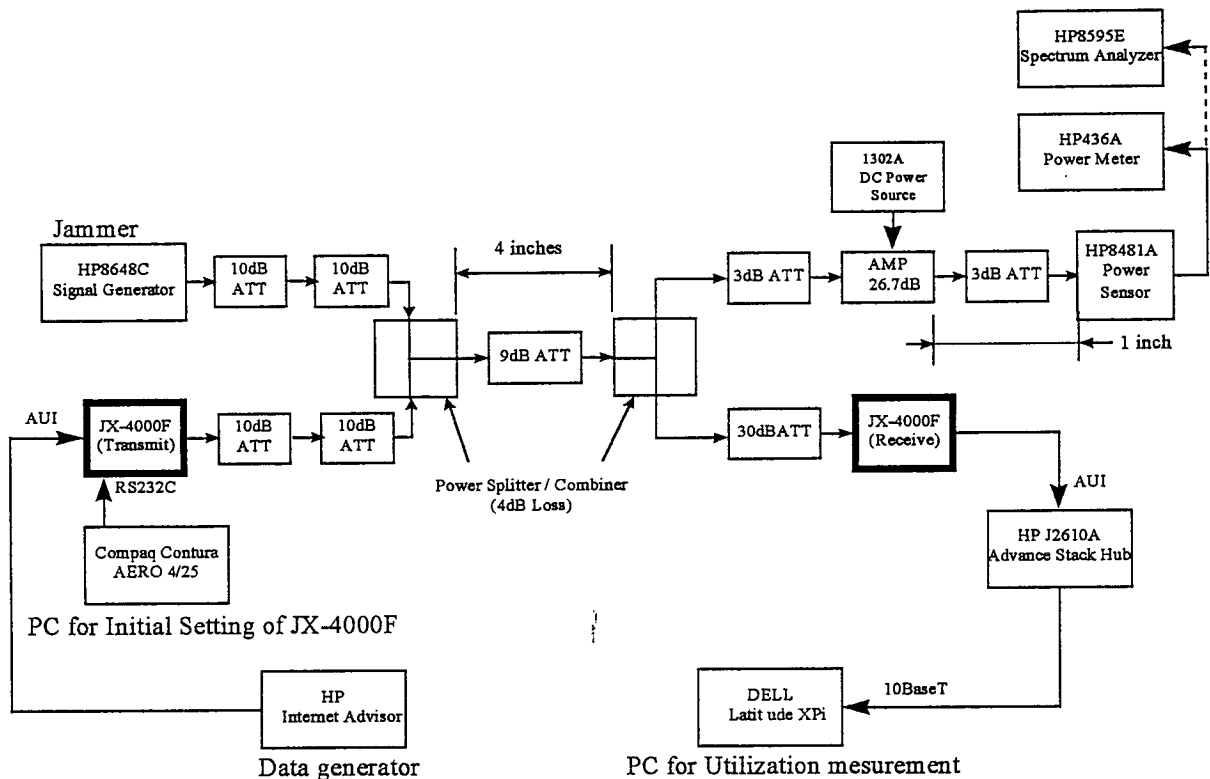 HP8595E
Spectrum Analyzer
HP436A
Power Meter
1302A
DC Power
Source
Jammer
HP8648C
Signal Generator
10dB
ATT
10dB
ATT
4 inches
3dB ATT
AMP
26.7dB
3dB ATT
HP8481A
Power
Sensor
9dB ATT
1 inch
AUI
JX-4000F
(Transmit)
10dB
ATT
10dB
ATT
30dBATT
JX-4000F
(Receive)
RS232C
Power Splitter / Combiner
(4dB Loss)
AUI
Compaq Contura
AERO 4/25
HP J2610A
Advance Stack Hub
PC for Initial Setting of JX-4000F
HP
Internet Advisor
DELL
Latit ude XPi
10BaseT
Data generator
PC for Utilization mesurement